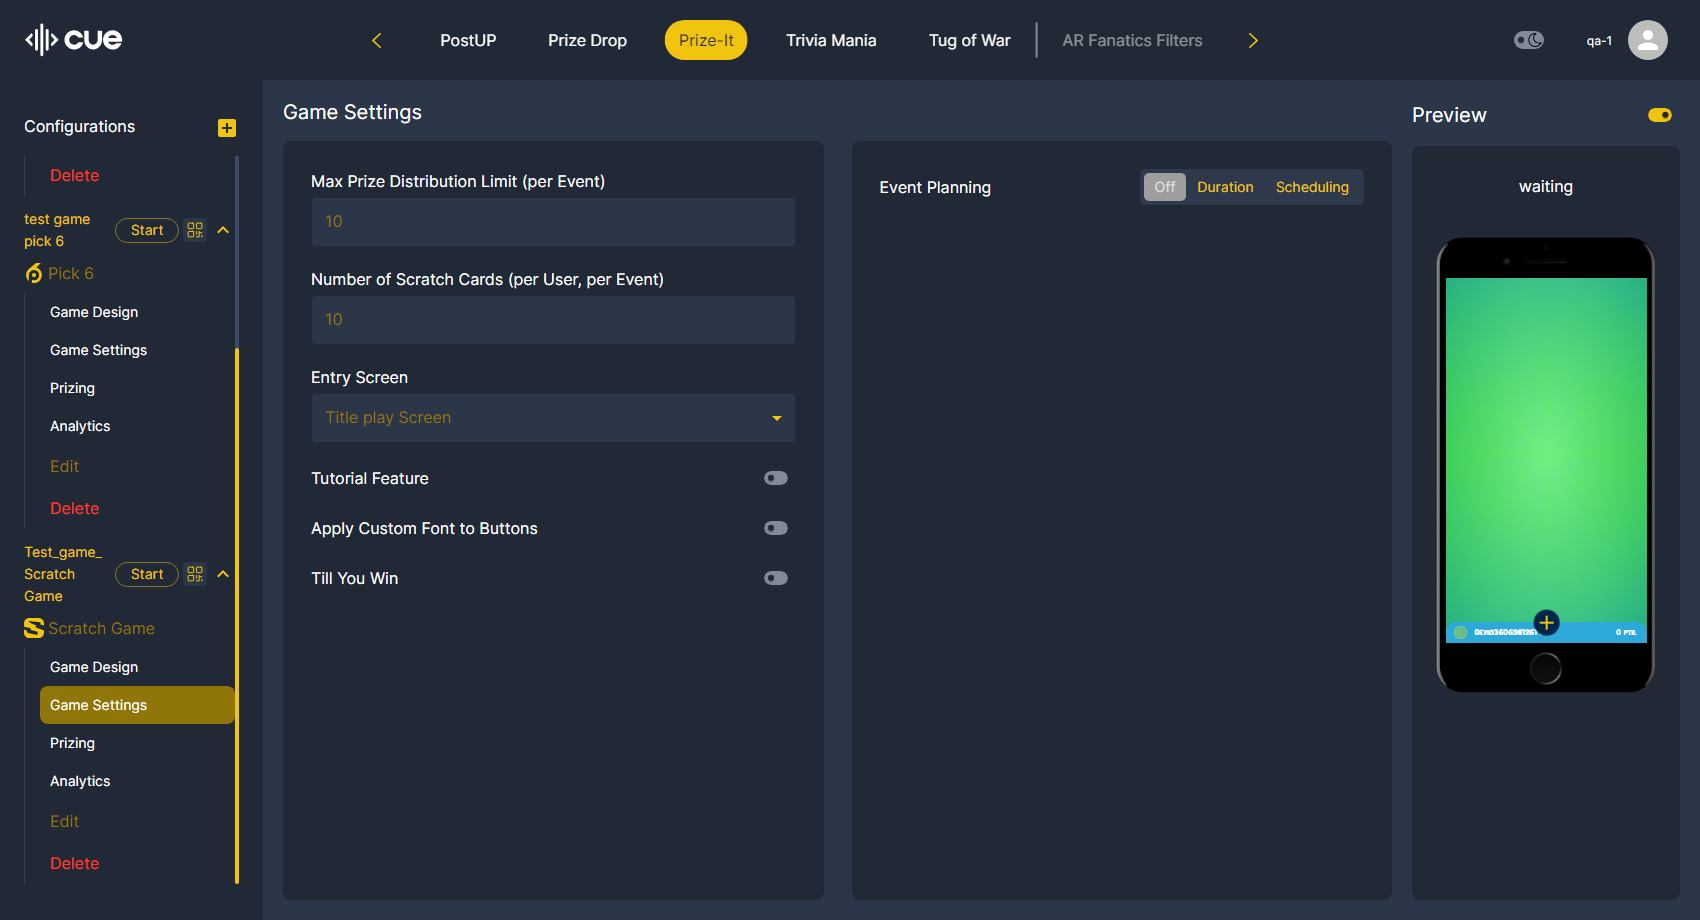 cue
PostUP
Prize Drop
Prize-It
Trivia Mania
Tug of War
AR Fanatics Filters
qa-1
Configurations
Delete
test game
pick 6
Start
Pick 6
Game Design
Game Settings
Prizing
Analytics
Edit
Delete
Test_game_
Scratch
Game
Start
Scratch Game
Game Design
Game Settings
Prizing
Analytics
Edit
Delete
Game Settings
Max Prize Distribution Limit (per Event)
10
Number of Scratch Cards (per User, per Event)
10
Entry Screen
Title play Screen
Tutorial Feature
Apply Custom Font to Buttons
Till You Win
Event Planning
Off
Duration
Scheduling
Preview
waiting
0 PTS.